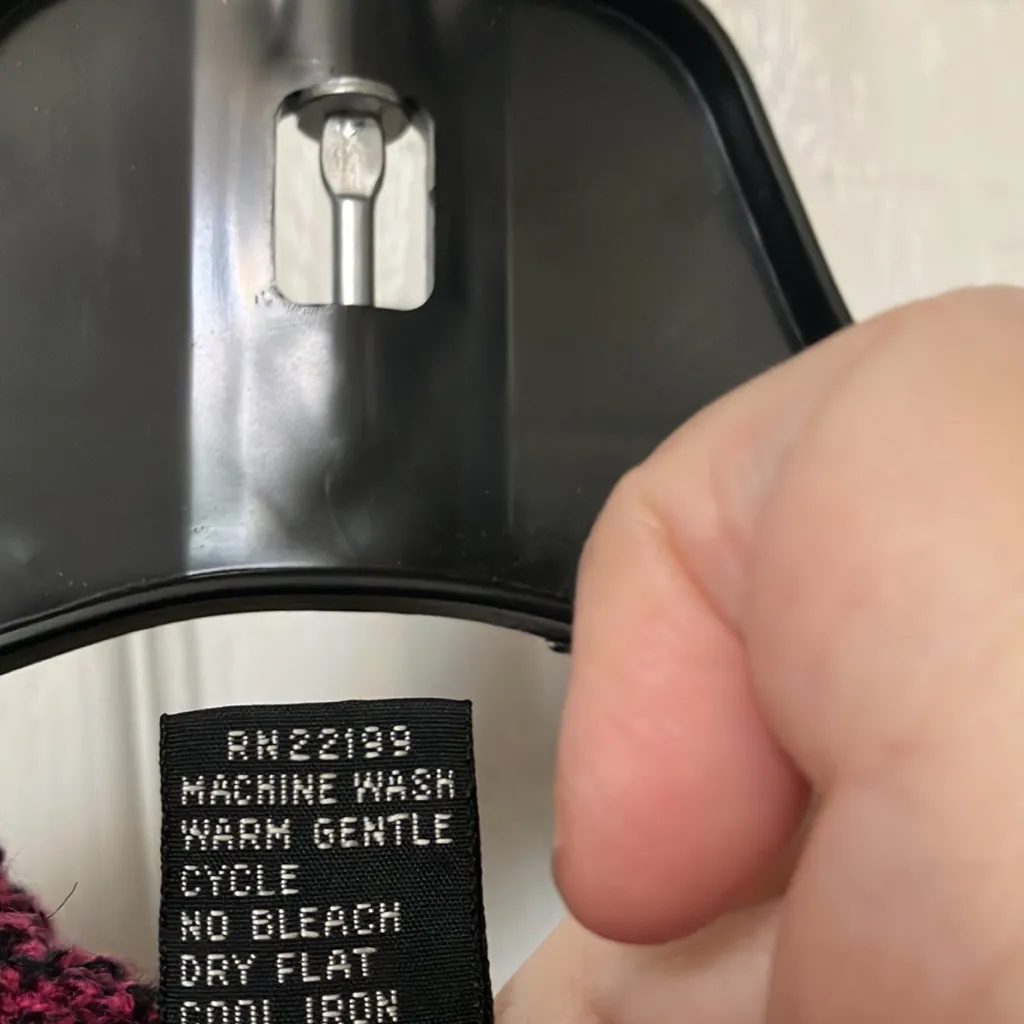 RN22199
MACHINE WASH
WARM GENTLE
CYCLE
NO BLEACH
DRY FLAT
COOL IRON